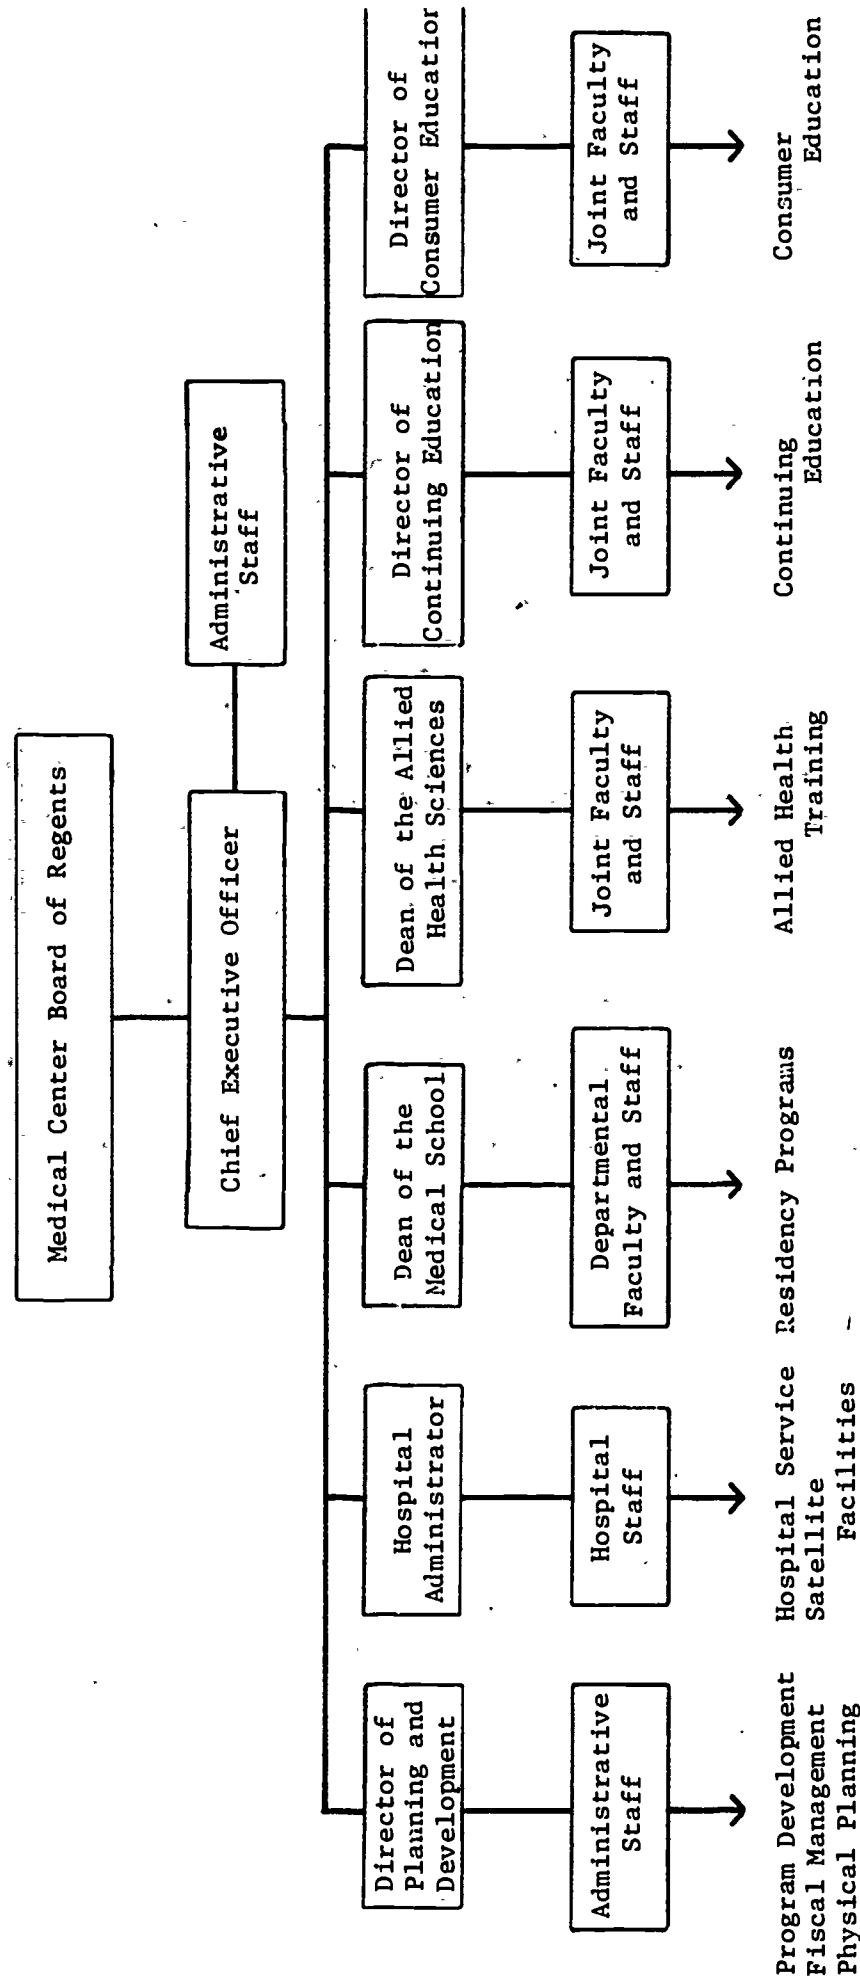 Medical Center Board of Regents
Chief Executive Officer
Administrative
Staff
Director of
Planning and
Development
Hospital
Administrator
Dean of the
Medical School
Dean of the Allied
Health Sciences
Director of
Continuing Education
Director of
Consumer Education
Administrative
Staff
Hospital
Staff
Departmental
Faculty and Staff
Joint Faculty
and Staff
Joint Faculty
and Staff
Joint Faculty
and Staff
Program Development
Fiscal Management
Physical Planning
Hospital Service
Satellite
Facilities
Residency Programs
Allied Health
Training
Continuing
Education
Consumer
Education